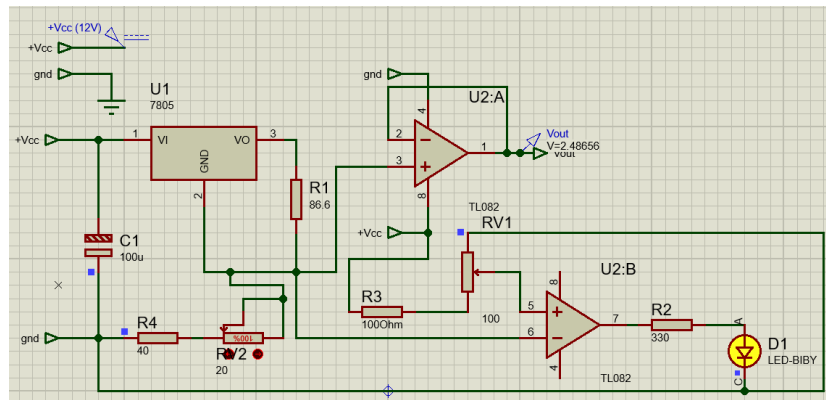 +Vcc (12V)
+Vcc
gnd
U1
7805
+Vcc
1
VI
VO
3
GND
2
R1
86.6
C1
100u
gnd
R4
40
100%
RV2
20
gnd
U2:A
4
2
3
1
8
Vout
V=2.48656
Vout
TL082
RV1
+Vcc
R3
100Ohm
100
U2:B
8
5
6
7
4
TL082
R2
330
A
D1
LED-BIBY
C